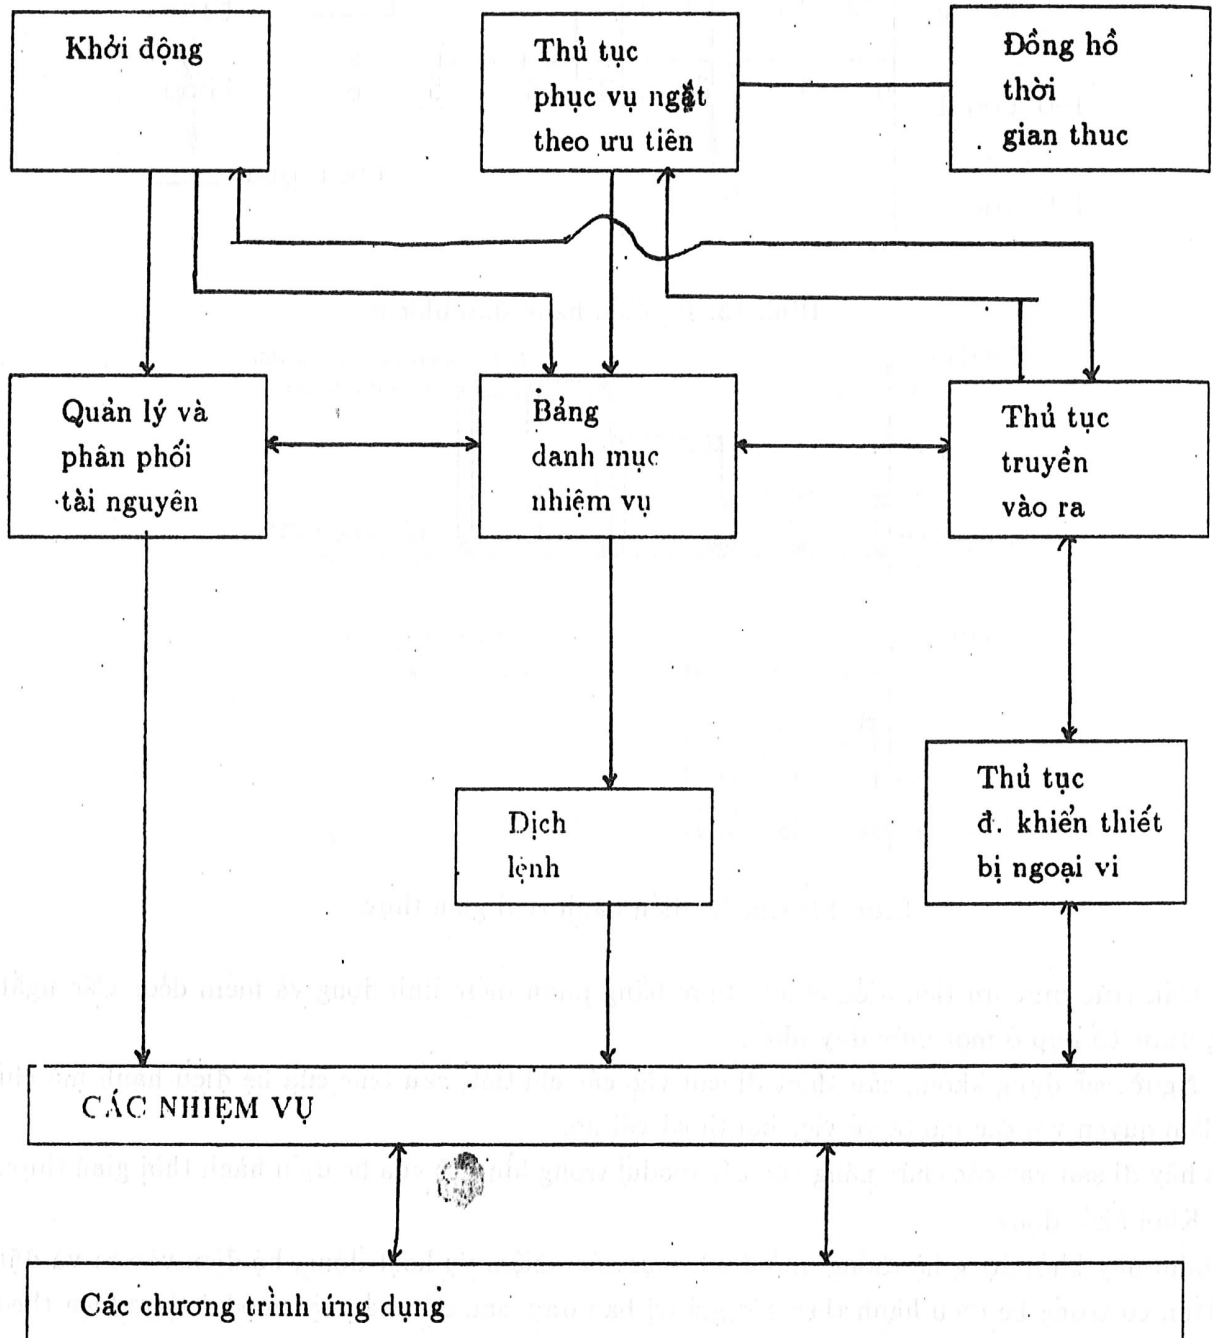 Khởi động
Thủ tục
phục vụ ngắt
theo ưu tiên
Đồng hồ
thời
gian thuc
Quản lý và
phân phối
tài nguyên
Bảng
danh mục
nhiệm vụ
Thủ tục
truyền
vào ra
Dịch
lệnh
Thủ tục
đ. khiển thiết
bị ngoại vi
CÁC NHIỆM VỤ
Các chương trình ứng dụng